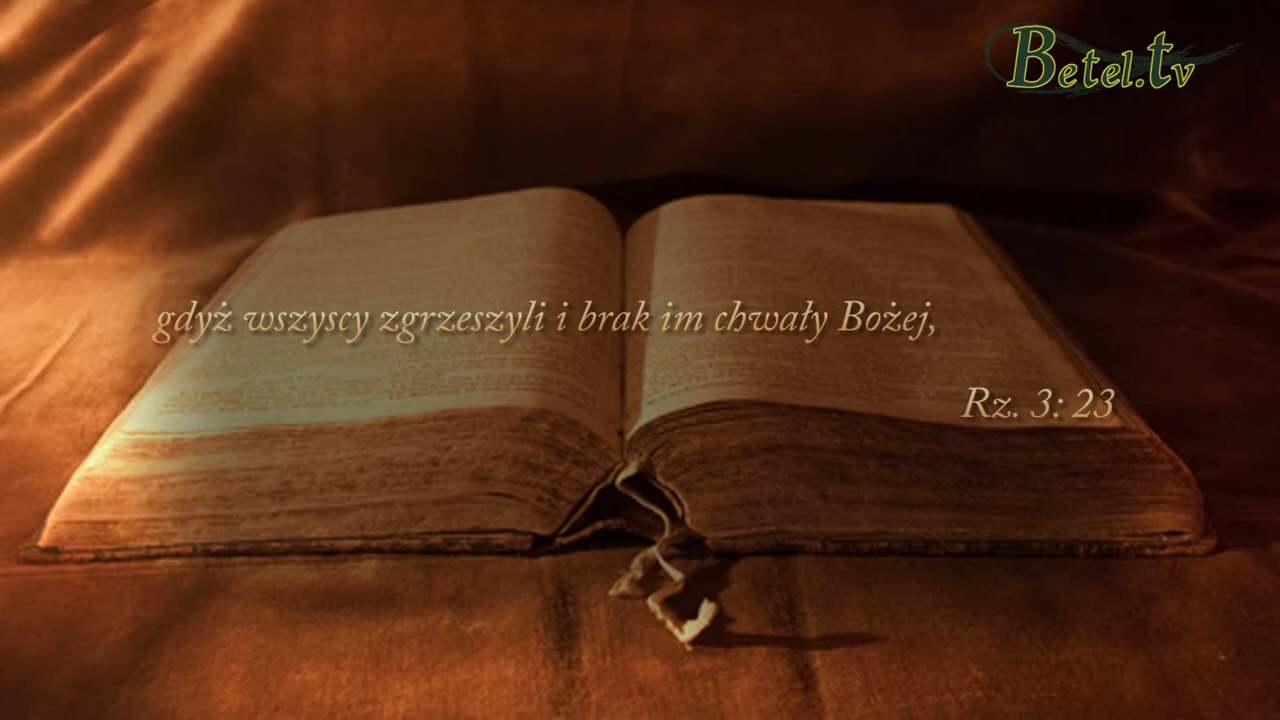 Betel.tv
gdyż wszyscy zgrzeszyli i brak im chwały Bożej,
Rz. 3: 23